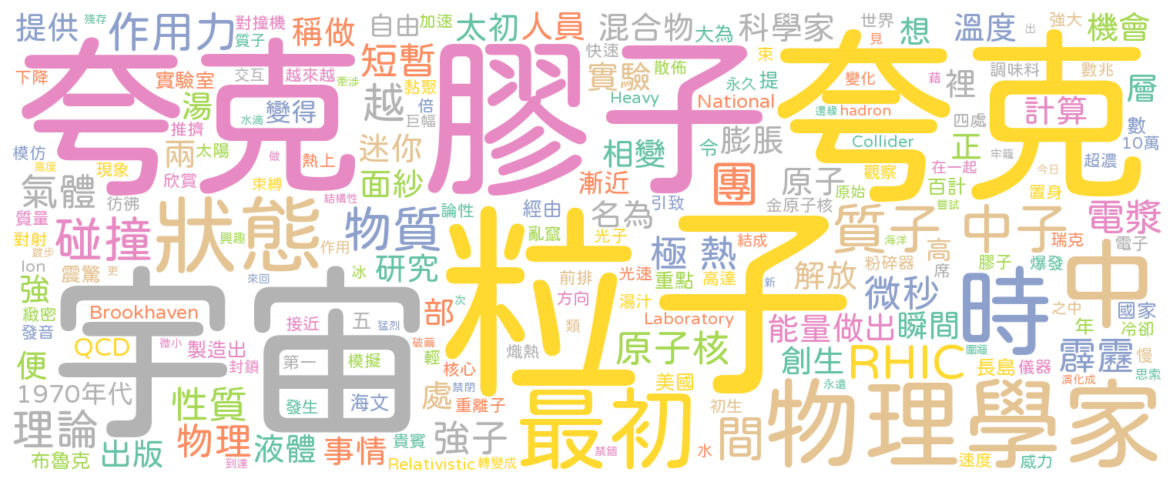 提供 殘存 作用力 對撞機 稱做 自由 加速 太初 人員 混合物 大為 科學家 世界 想 溫度 強大 出 機會
質子 快速 束 見
下降 實驗室 交互 越來越 牽涉 短暫 黏聚 實驗 散佈 永久 提 變化 藉 裡 調味料 數兆 層
夸克 膠子 夸克
湯 水滴 變得 越 倍 巨幅 Heavy National 邊緣 hadron 四處 計算 數
模仿 推擠 兩 太陽 熱上 做 迷你 相變 令 膨脹 Collider 正 在一起 牢籠 超濃 10萬
高度 現象 欣賞 束縛 結構性 面紗 漸近 團 原子 原始 觀察 百計 嘗試 今日 置身
氣體 彷彿 論性 經由 名為 引致 金原子核
質量 碰撞 狀態 物質 亂竄 光子 極熱 結成 質子 中子 瑞克 電漿
對射 踱步 興趣 作用 研究 冰 海洋 高 電子
Ion 震驚 更 來回 粒子 前排 光速 重點 高達 新 解放 粉碎器 席 膠子 爆發 中
強 宇宙 次 方向 湯汁 微秒 時 之中 國家
緻密 Brookhaven 接近 五 猛烈 部 類 Laboratory 能量做出 瞬間 年 冷卻
發音 微小 破繭 熾熱 原子核 圍牆
便 QCD 製造出 封鎖 第一 模擬 輕 核心 創生 RHIC 長島 儀器 霹靂 慢
1970年代 發生 海文 處 禁閉 重離子 美國 永遠 演化成 思索
理論 性質 貴賓 最初 初生 間 物理學家
布魯克 出版 物理 到達 液體 事情 強子 禁錮 水 速度 威力
Relativistic 轉變成